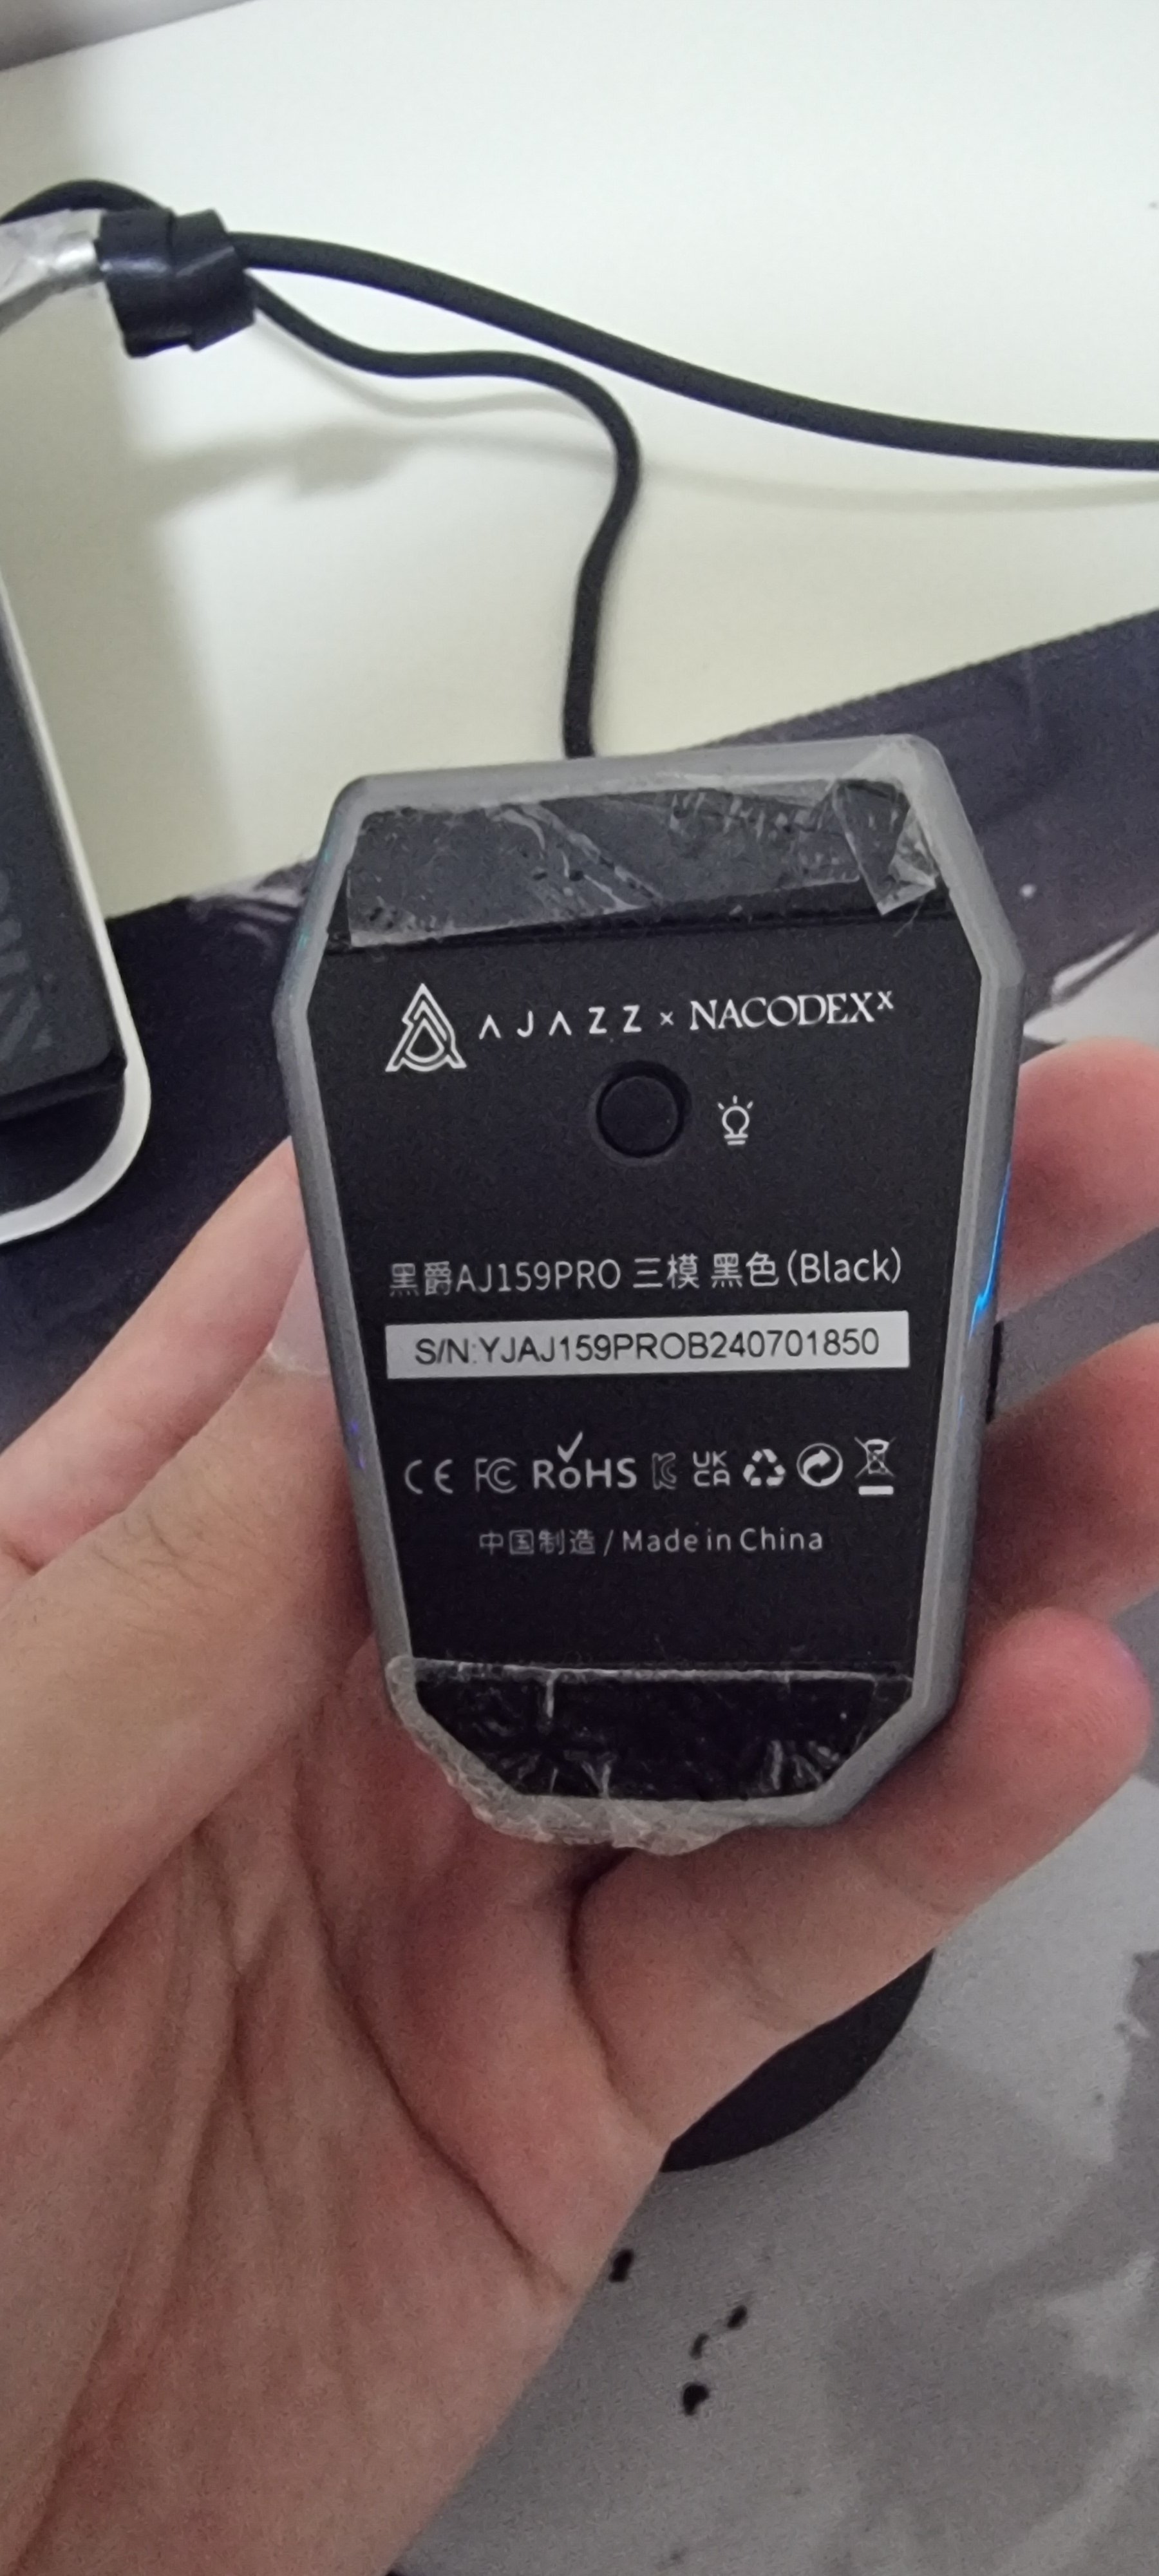 AJAZZ × NACODEX×
黑爵AJ159PRO 三模 黑色(Black)
S/N:YJAJ159PROB240701850
CE FC RoHS UK CA
中国制造 / Made in China